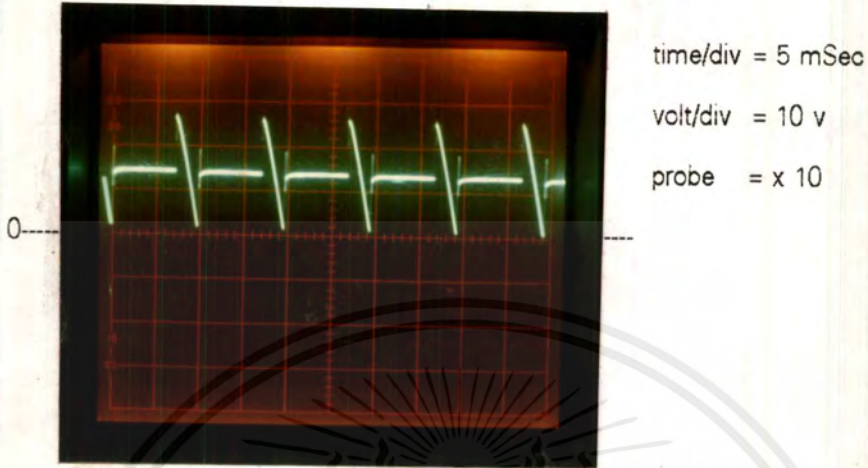 time/div = 5 mSec
volt/div = 10 v
probe = x 10
0